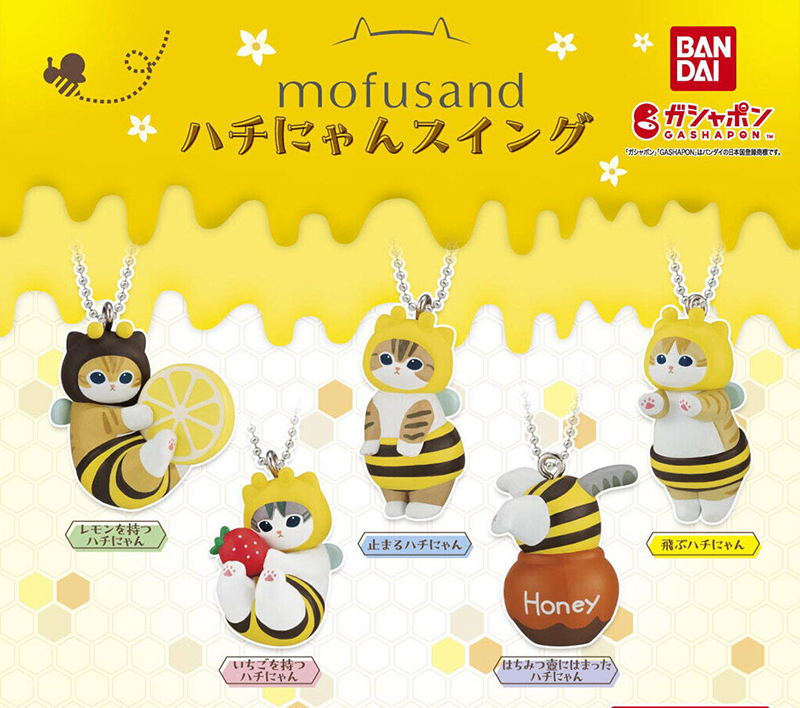 mofusand
ハチにゃんスイング
BAN
DAI
ガシャポン
GASHAPON™
「ガシャポン」「GASHAPON」はバンダイの日本国登録商標です。
レモンを持つ
ハチにゃん
止まるハチにゃん
飛ぶハチにゃん
いちごを持つ
ハチにゃん
Honey
はちみつ壺にはまった
ハチにゃん